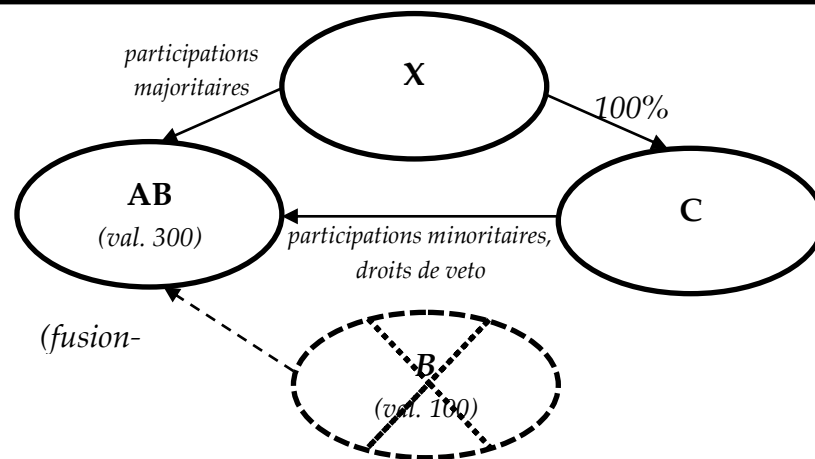 participations
majoritaires
X
100%
AB
(val. 300)
C
participations minoritaires,
droits de veto
(fusion-
B
(val. 100)